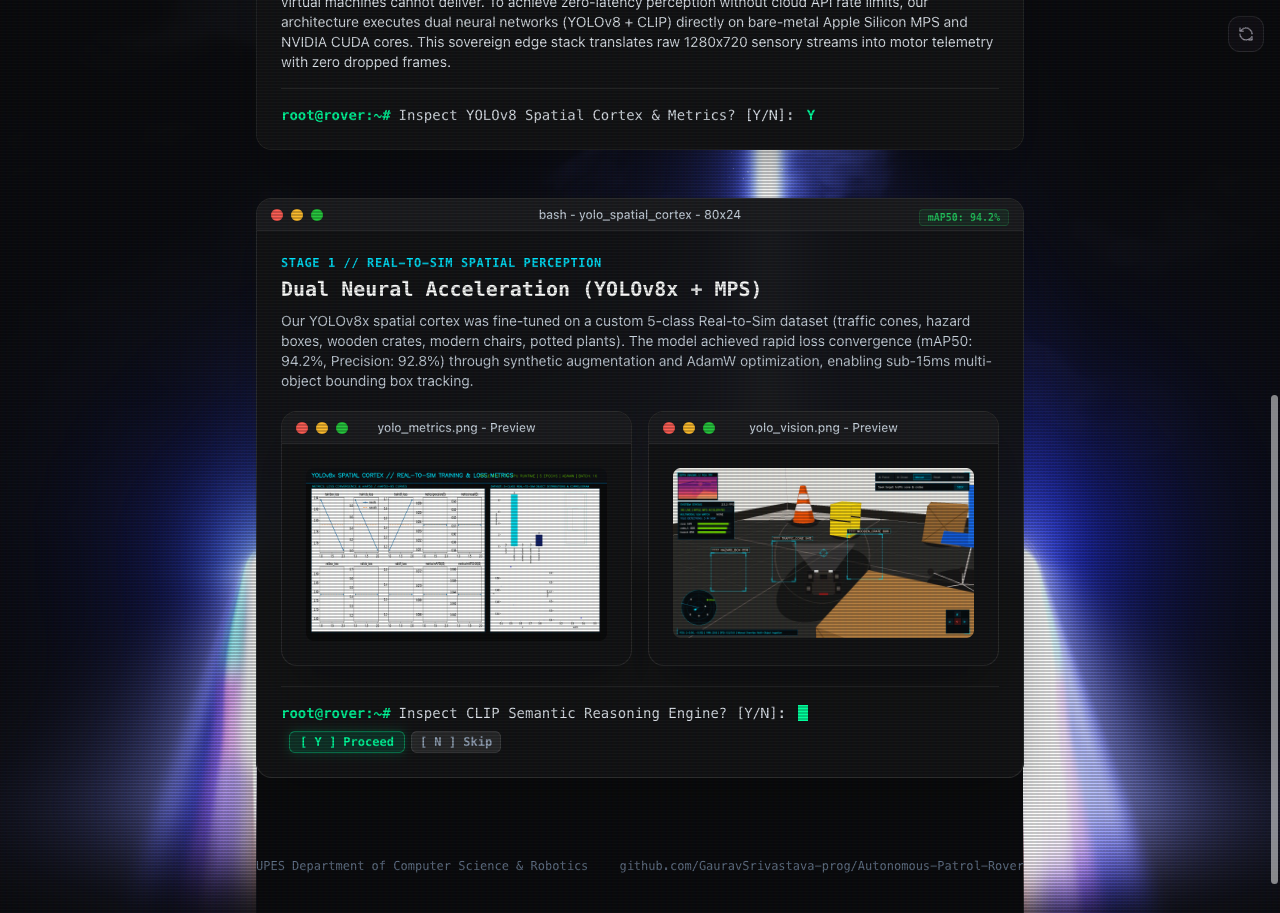 virtual machines cannot deliver. To achieve zero-latency perception without cloud API rate limits, our
architecture executes dual neural networks (YOLOv8 + CLIP) directly on bare-metal Apple Silicon MPS and
NVIDIA CUDA cores. This sovereign edge stack translates raw 1280x720 sensory streams into motor telemetry
with zero dropped frames.
root@rover:~# Inspect YOLOv8 Spatial Cortex & Metrics? [Y/N]: Y
bash - yolo_spatial_cortex - 80x24
mAP50: 94.2%
STAGE 1 // REAL-TO-SIM SPATIAL PERCEPTION
Dual Neural Acceleration (YOLOv8x + MPS)
Our YOLOv8x spatial cortex was fine-tuned on a custom 5-class Real-to-Sim dataset (traffic cones, hazard
boxes, wooden crates, modern chairs, potted plants). The model achieved rapid loss convergence (mAP50:
94.2%, Precision: 92.8%) through synthetic augmentation and AdamW optimization, enabling sub-15ms multi-
object bounding box tracking.
yolo_metrics.png - Preview
yolo_vision.png - Preview
YOLOv8x SPATIAL CORTEX // REAL-TO-SIM TRAINING & LOSS METRICS
root@rover:~# Inspect CLIP Semantic Reasoning Engine? [Y/N]:
[ Y ] Proceed
[ N ] Skip
UPES Department of Computer Science & Robotics
github.com/GauravSrivastava-prog/Autonomous-Patrol-Rover